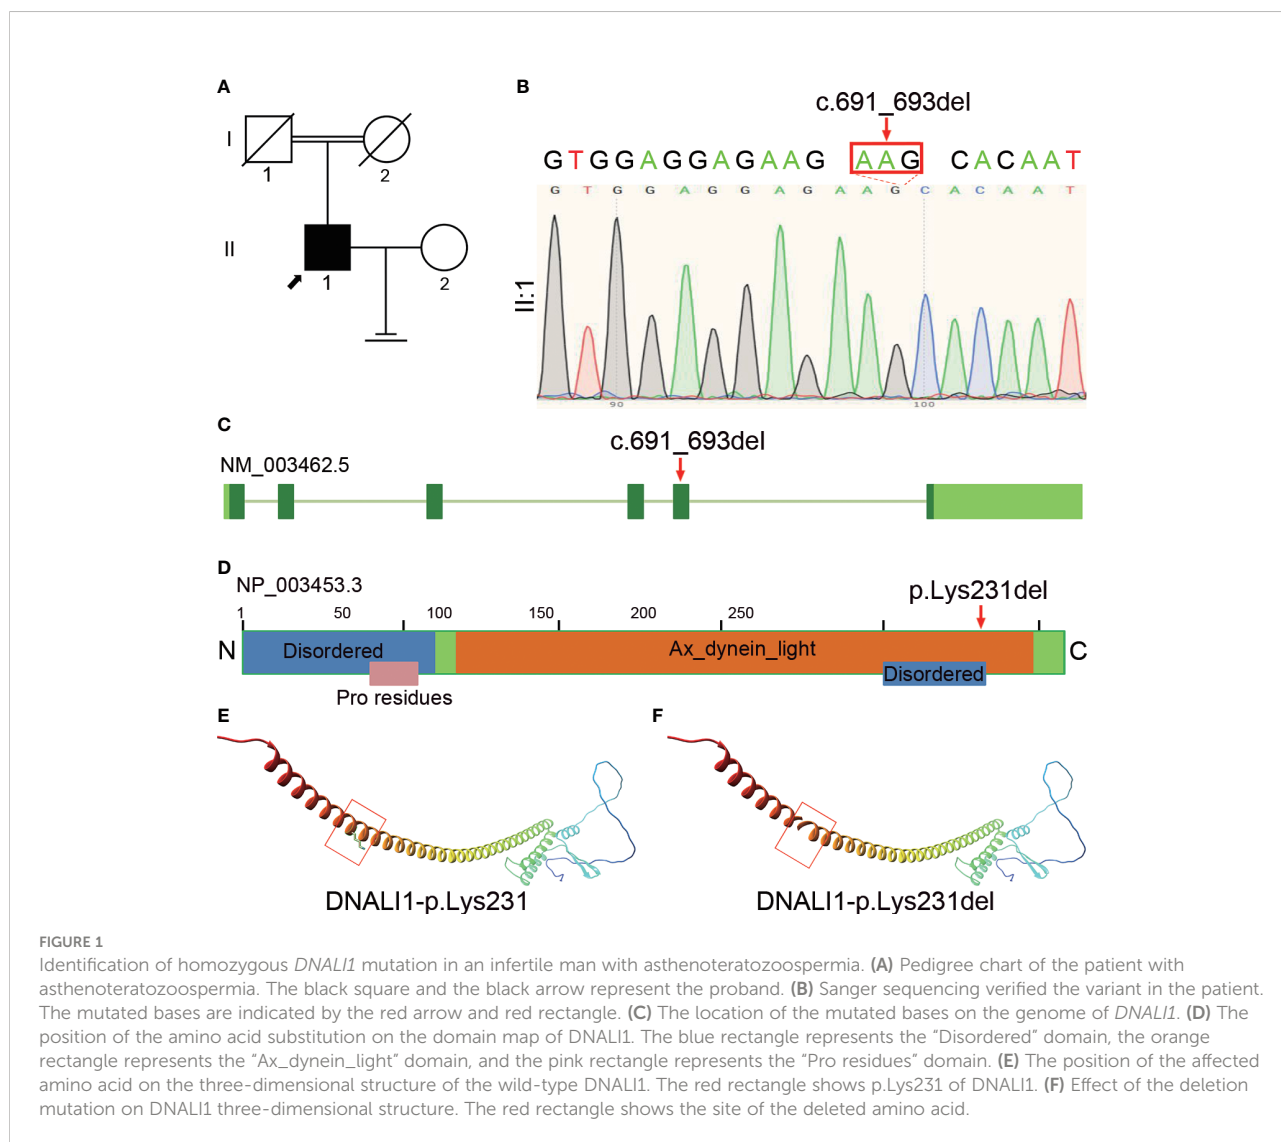 A
I
1
2
II
1
2
B
c.691_693del
GTGGAGGAGAAG AAG CACAAT
G T G G A G G A G A A G C A C A A T
II:1
90
100
C
c.691_693del
NM_003462.5
D
NP_003453.3
p.Lys231del
1 50 100 150 200 250
N
Disordered
Ax_dynein_light
C
Disordered
Pro residues
E
DNALI1-p.Lys231
F
DNALI1-p.Lys231del
FIGURE 1
Identification of homozygous DNALI1 mutation in an infertile man with asthenoteratozoospermia. (A) Pedigree chart of the patient with
asthenoteratozoospermia. The black square and the black arrow represent the proband. (B) Sanger sequencing verified the variant in the patient.
The mutated bases are indicated by the red arrow and red rectangle. (C) The location of the mutated bases on the genome of DNALI1. (D) The
position of the amino acid substitution on the domain map of DNALI1. The blue rectangle represents the “Disordered” domain, the orange
rectangle represents the “Ax_dynein_light” domain, and the pink rectangle represents the “Pro residues” domain. (E) The position of the affected
amino acid on the three-dimensional structure of the wild-type DNALI1. The red rectangle shows p.Lys231 of DNALI1. (F) Effect of the deletion
mutation on DNALI1 three-dimensional structure. The red rectangle shows the site of the deleted amino acid.